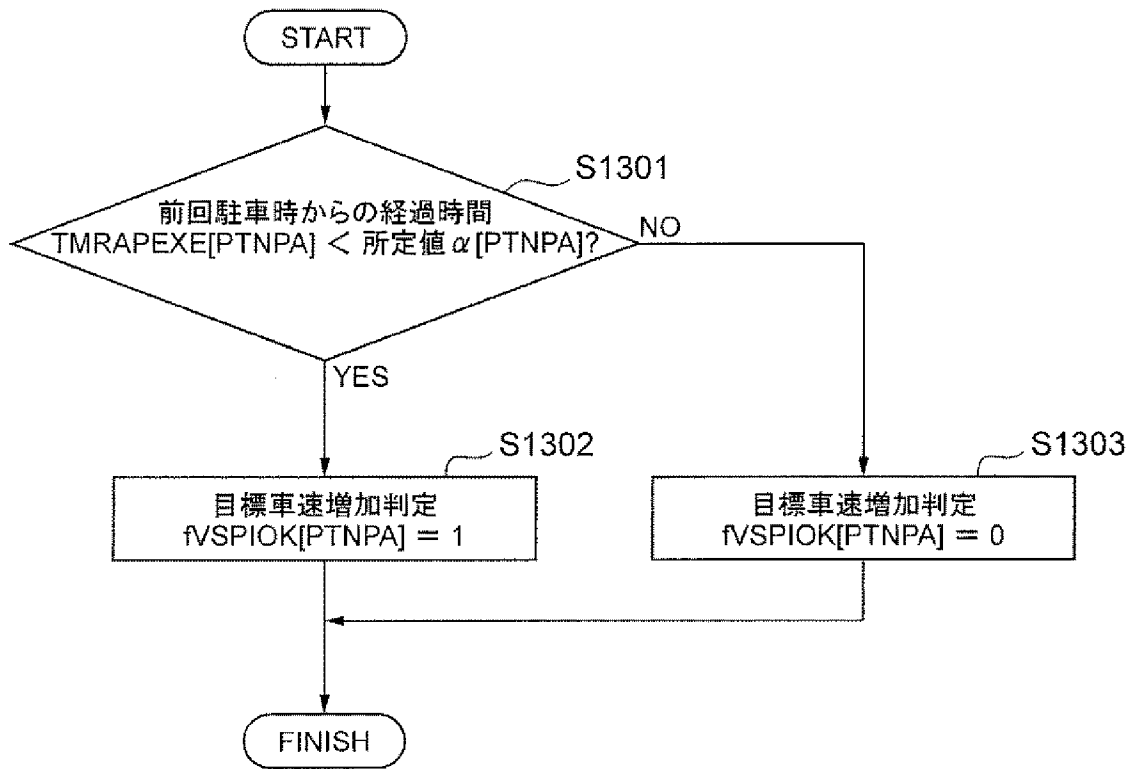 START
S1301
前回駐車時からの経過時間
TMRAPEXE[PTNPA] < 所定値α[PTNPA]?
NO
YES
S1302
目標車速増加判定
fVSPIOK[PTNPA] = 1
S1303
目標車速増加判定
fVSPIOK[PTNPA] = 0
FINISH